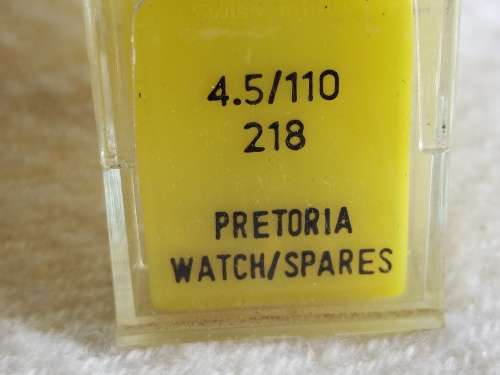 4.5/110
218
PRETORIA
WATCH/SPARES